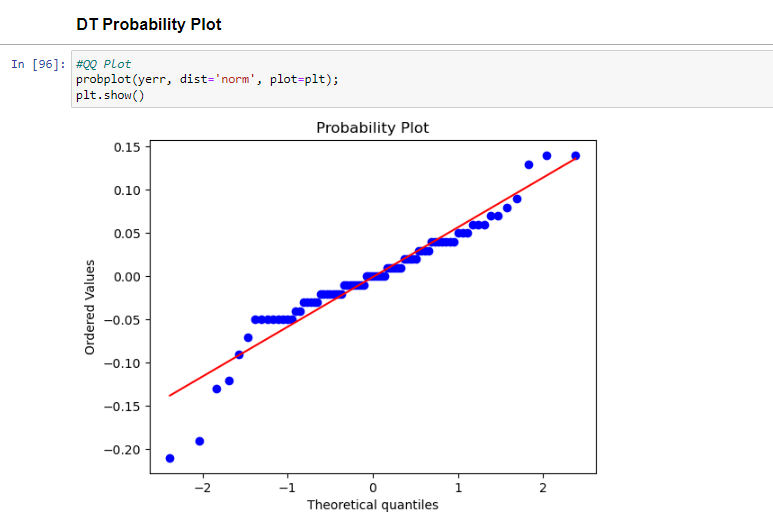 DT Probability Plot
In [96]: #QQ Plot
probplot(yerr, dist='norm', plot=plt);
plt.show()
Probability Plot
0.15
0.10
0.05
0.00
−0.05
−0.10
−0.15
−0.20
Ordered Values
−2 −1 0 1 2
Theoretical quantiles